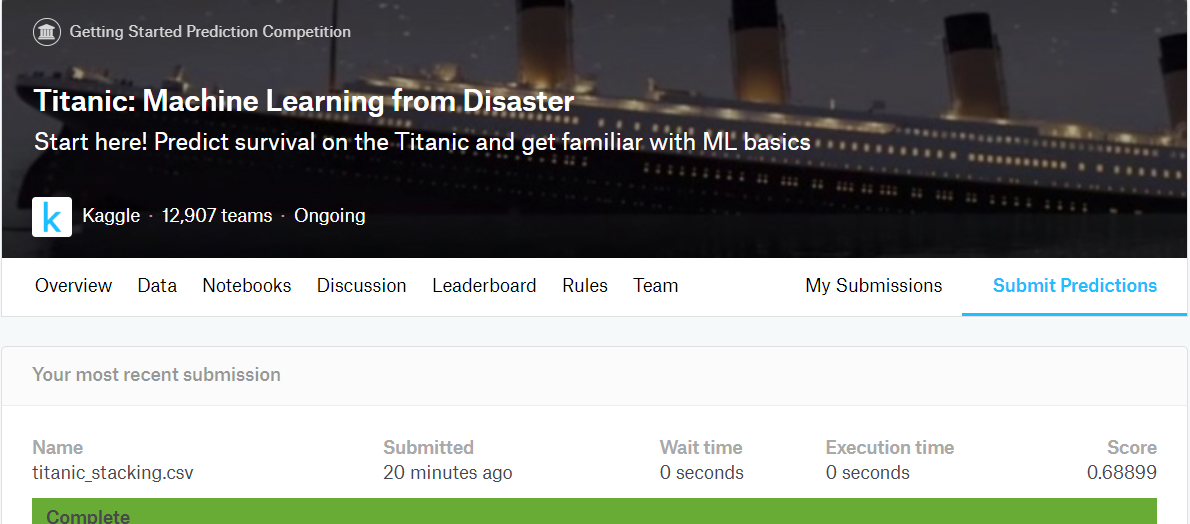 Getting Started Prediction Competition
Titanic: Machine Learning from Disaster
Start here! Predict survival on the Titanic and get familiar with ML basics
k Kaggle · 12,907 teams · Ongoing
Overview Data Notebooks Discussion Leaderboard Rules Team My Submissions Submit Predictions
Your most recent submission
Name Submitted Wait time Execution time Score
titanic_stacking.csv 20 minutes ago 0 seconds 0 seconds 0.68899
Complete